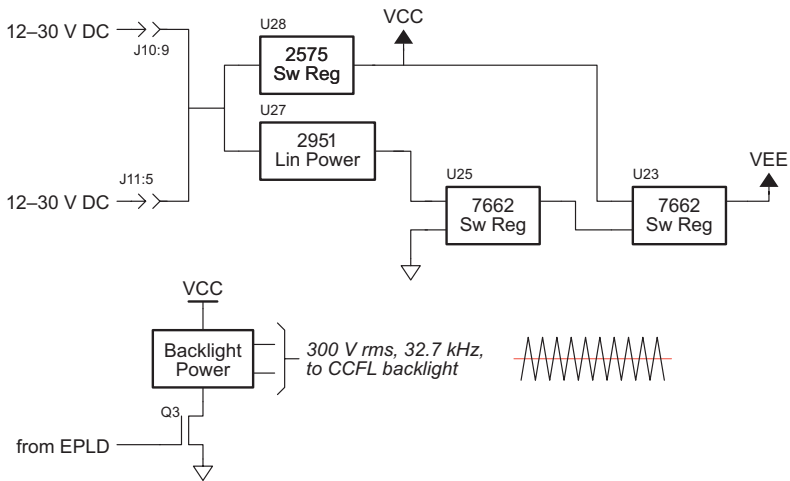 12–30 V DC
J10:9
U28
2575
Sw Reg
VCC
U27
2951
Lin Power
J11:5
12–30 V DC
U25
7662
Sw Reg
U23
7662
Sw Reg
VEE
VCC
Backlight
Power
300 V rms, 32.7 kHz,
to CCFL backlight
Q3
from EPLD